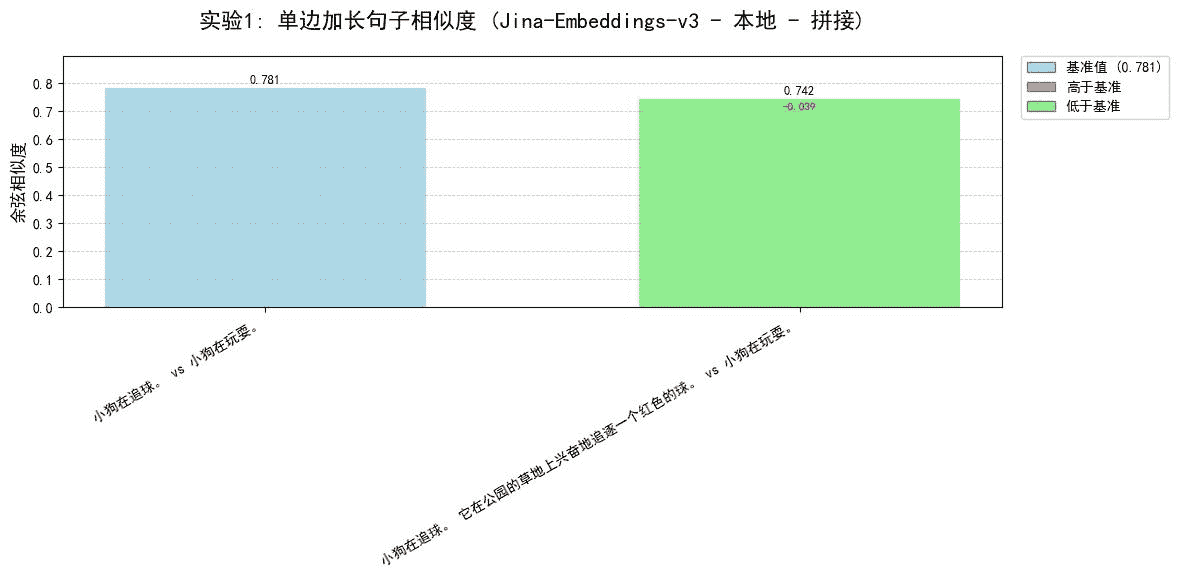 实验1: 单边加长句子相似度 (Jina-Embeddings-v3 - 本地 - 拼接)
基准值 (0.781)
高于基准
低于基准
余弦相似度
0.8
0.7
0.6
0.5
0.4
0.3
0.2
0.1
0.0
0.781
0.742
-0.039
小狗在追球。 vs 小狗在玩耍。
小狗在追球。 它在公园的草地上兴奋地追逐一个红色的球。 vs 小狗在玩耍。